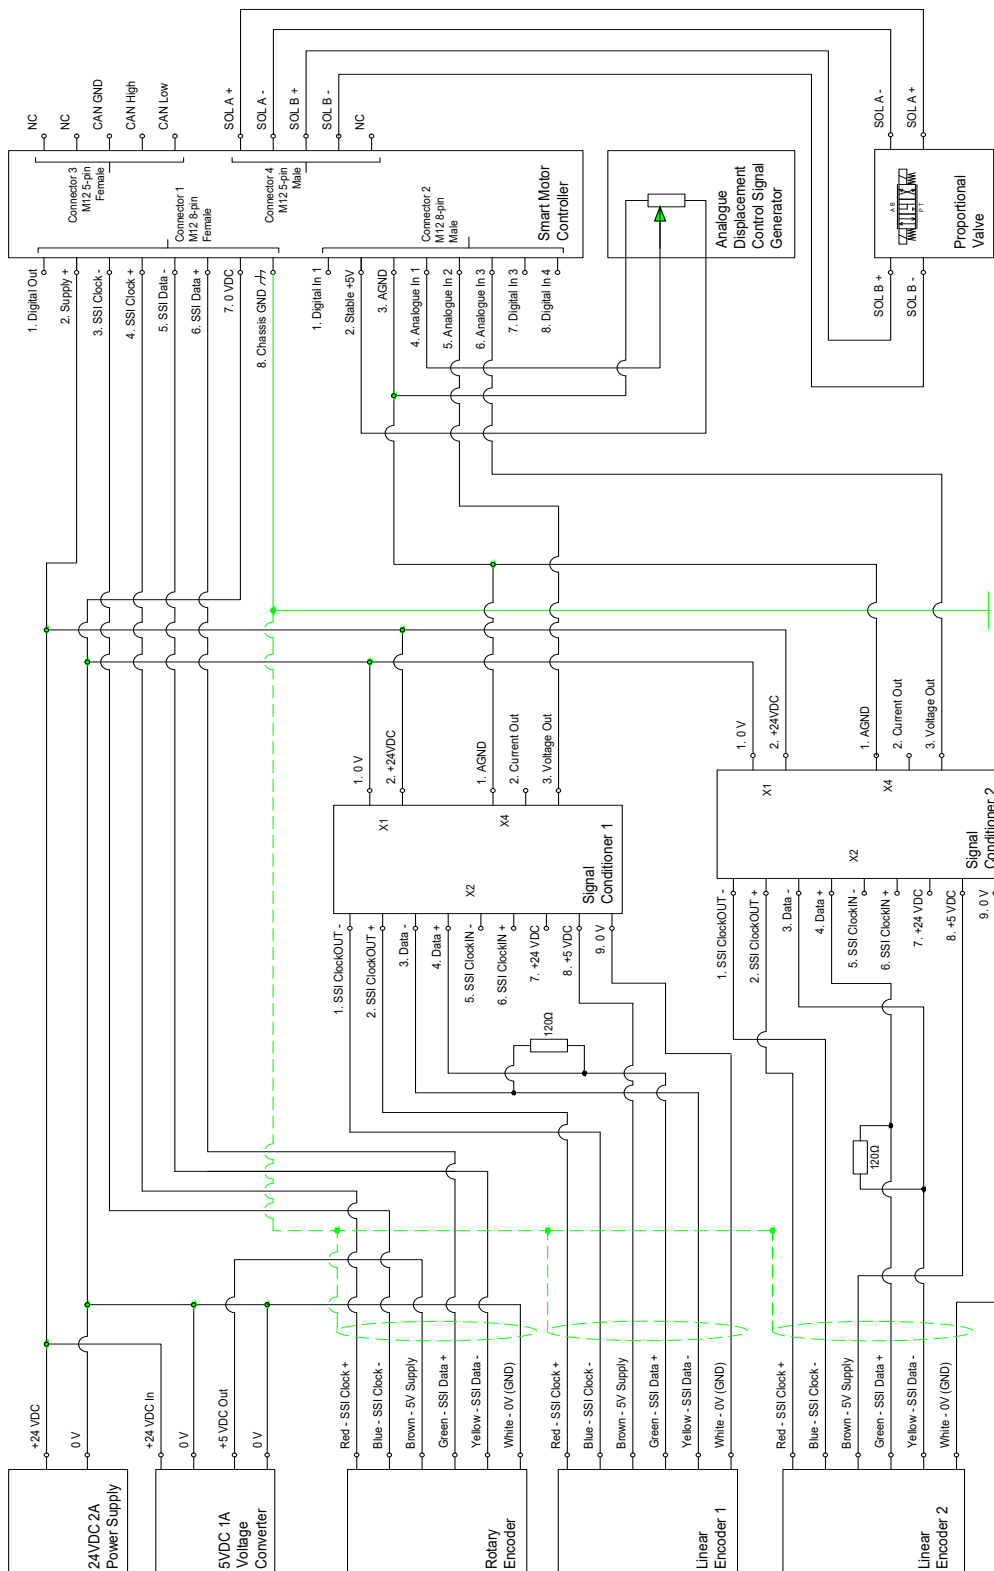 NC
NC
CAN GND
CAN High
CAN Low
SOL A +
SOL A -
SOL B +
SOL B -
NC
SOL A -
SOL A +
Connector 3
M12 5-pin
Female
Connector 1
M12 8-pin
Female
Connector 4
M12 5-pin
Male
Connector 2
M12 8-pin
Male
Smart Motor
Controller
Analogue
Displacement
Control Signal
Generator
A B
P T
Proportional
Valve
1. Digital Out
2. Supply +
3. SSI Clock-
4. SSI Clock +
5. SSI Data -
6. SSI Data +
7. 0 VDC
8. Chassis GND
1. Digital In 1
2. Stable +5V
3. AGND
4. Analogue In 1
5. Analogue In 2
6. Analogue In 3
7. Digital In 3
8. Digital In 4
SOL B +
SOL B -
1. 0 V
2. +24VDC
1. AGND
2. Current Out
3. Voltage Out
1. 0 V
2. +24VDC
1. AGND
2. Current Out
3. Voltage Out
X1
X4
X2
Signal
Conditioner 1
X1
X4
X2
Signal
Conditioner 2
1. SSI ClockOUT -
2. SSI ClockOUT +
3. Data -
4. Data +
5. SSI ClockIN -
6. SSI ClockIN +
7. +24 VDC
8. +5 VDC
9. 0 V
1. SSI ClockOUT -
2. SSI ClockOUT +
3. Data -
4. Data +
5. SSI ClockIN -
6. SSI ClockIN +
7. +24 VDC
8. +5 VDC
9. 0 V
120Ω
120Ω
+24 VDC
0 V
+24 VDC In
0 V
+5 VDC Out
0 V
Red - SSI Clock +
Blue - SSI Clock -
Brown - 5V Supply
Green - SSI Data +
Yellow - SSI Data -
White - 0V (GND)
Red - SSI Clock +
Blue - SSI Clock -
Brown - 5V Supply
Green - SSI Data +
Yellow - SSI Data -
White - 0V (GND)
Red - SSI Clock +
Blue - SSI Clock -
Brown - 5V Supply
Green - SSI Data +
Yellow - SSI Data -
White - 0V (GND)
24VDC 2A
Power Supply
5VDC 1A
Voltage
Converter
Rotary
Encoder
Linear
Encoder 1
Linear
Encoder 2